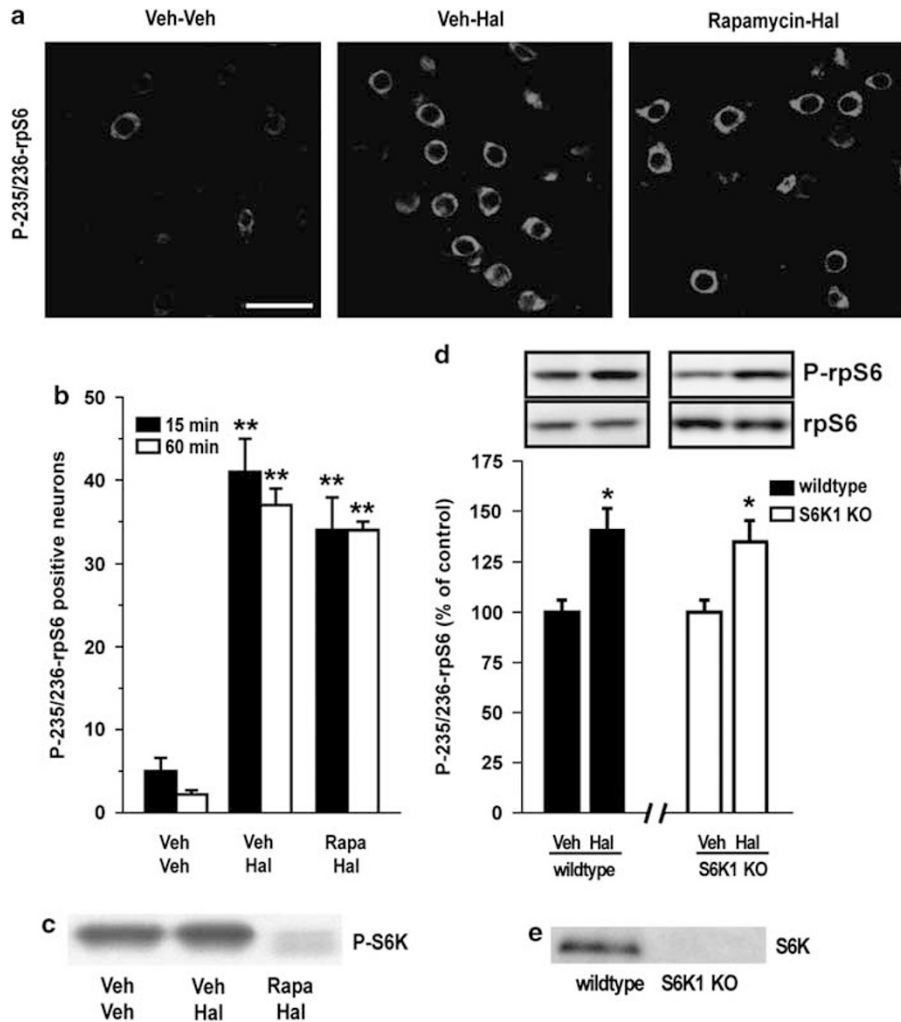 a
Veh-Veh
Veh-Hal
Rapamycin-Hal
P-235/236-rpS6
b
50
40
30
20
10
0
P-235/236-rpS6 positive neurons
15 min
60 min
**
**
**
**
Veh Veh Rapa
Veh Hal Hal
c
P-S6K
Veh Veh Rapa
Veh Hal Hal
d
P-rpS6
rpS6
175
150
125
100
75
50
25
0
P-235/236-rpS6 (% of control)
wildtype
S6K1 KO
*
*
Veh Hal Veh Hal
wildtype S6K1 KO
e
S6K
wildtype S6K1 KO